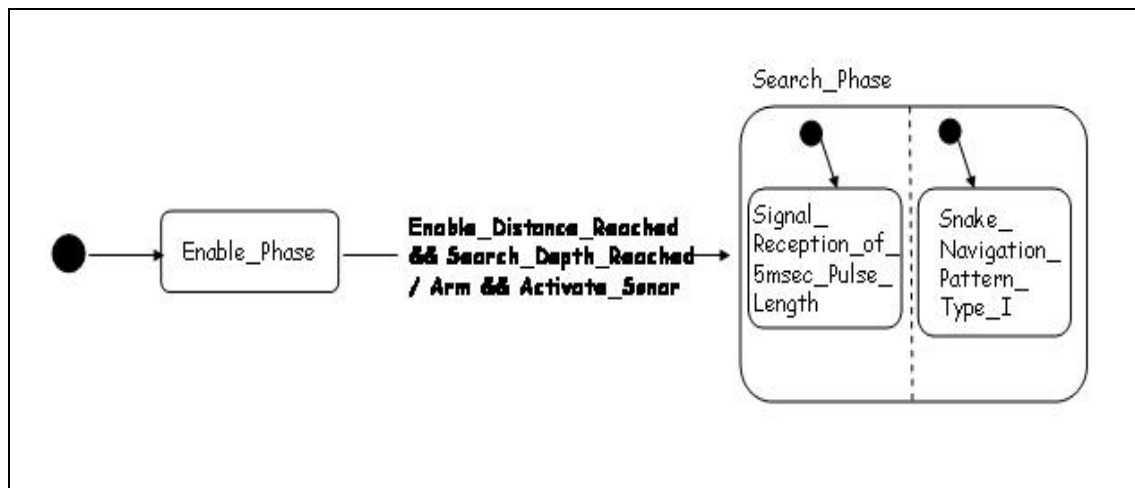 Search_Phase
Enable_Phase
Enable_Distance_Reached
&& Search_Depth_Reached
/ Arm && Activate_Sonar
Signal_
Reception_of_
5msec_Pulse_
Length
Snake_
Navigation_
Pattern_
Type_I